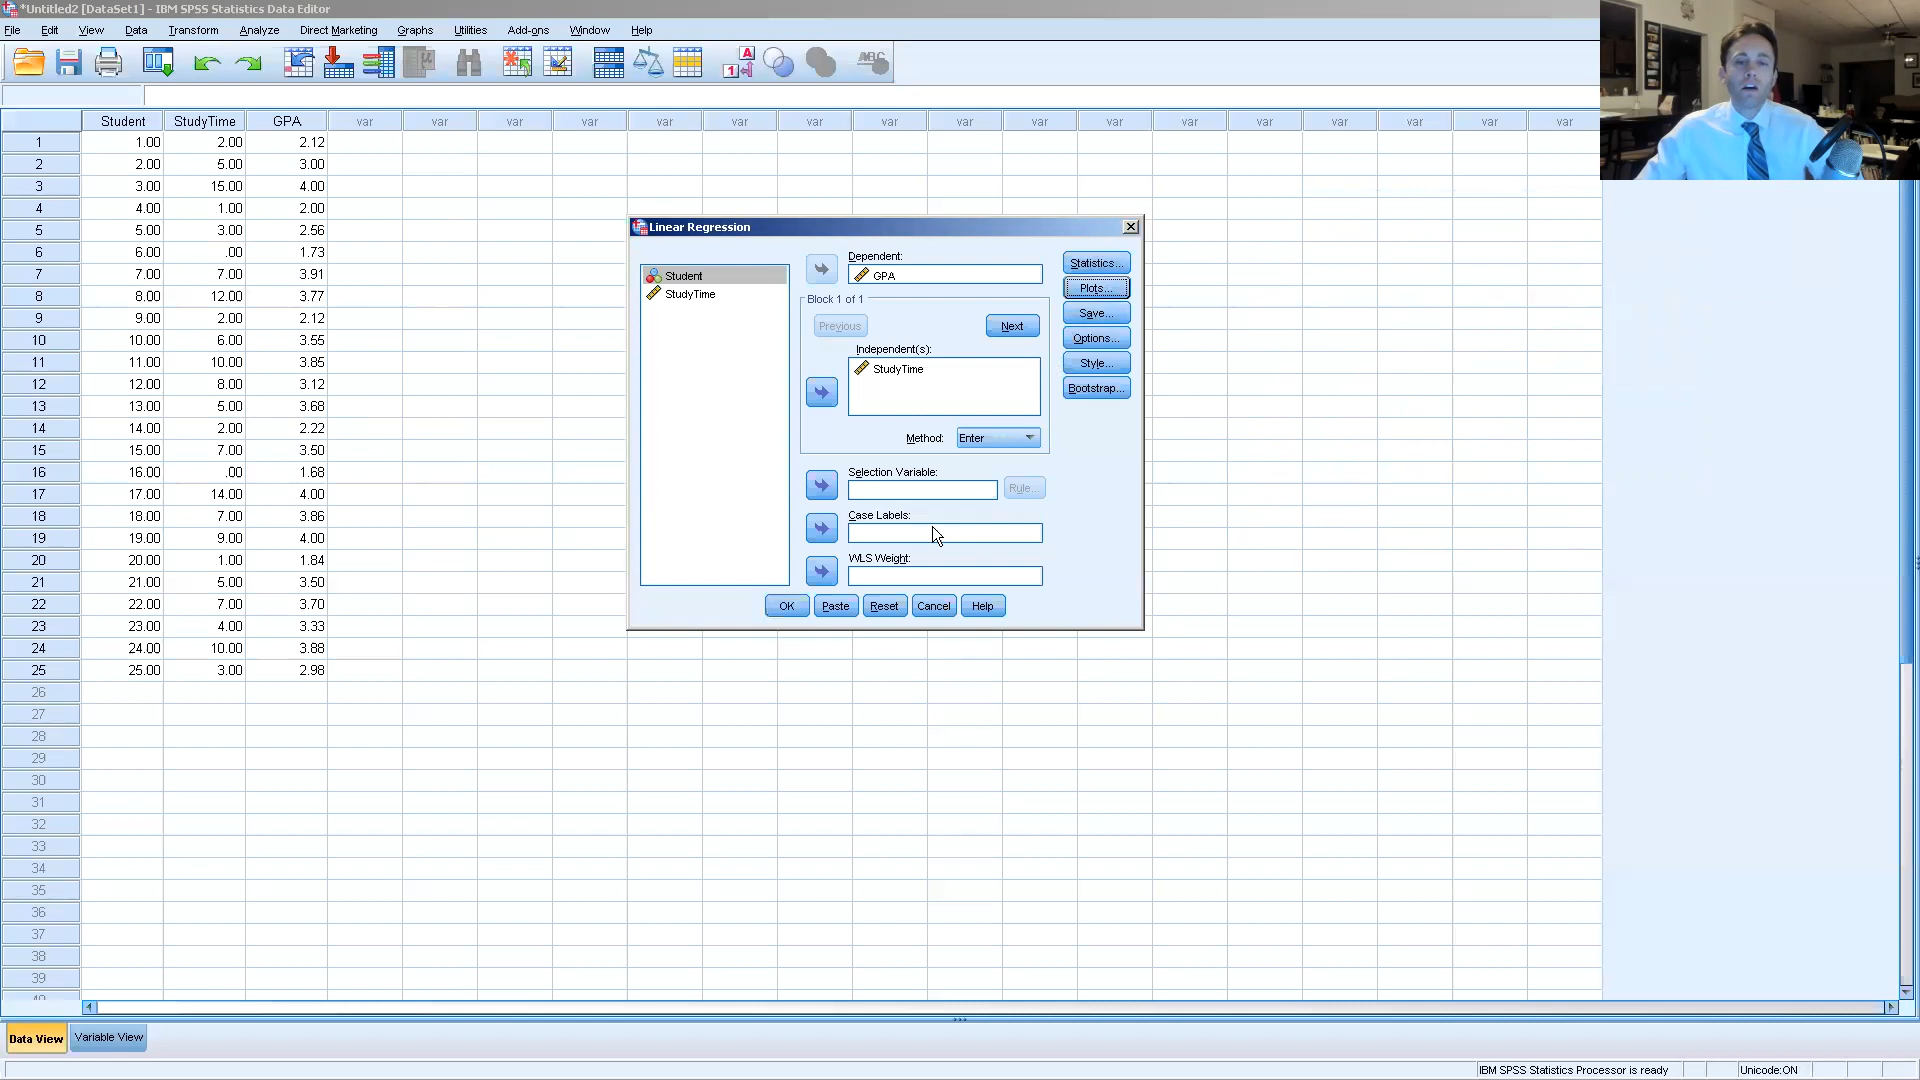 *Untitled2 [DataSet1] - IBM SPSS Statistics Data Editor
File Edit View Data Transform Analyze Direct Marketing Graphs Utilities Add-ons Window Help
Student StudyTime GPA var var var var var var var var var var var var var var var var var
1 1.00 2.00 2.12
2 2.00 5.00 3.00
3 3.00 15.00 4.00
4 4.00 1.00 2.00
5 5.00 3.00 2.56
6 6.00 .00 1.73
7 7.00 7.00 3.91
8 8.00 12.00 3.77
9 9.00 2.00 2.12
10 10.00 6.00 3.55
11 11.00 10.00 3.85
12 12.00 8.00 3.12
13 13.00 5.00 3.68
14 14.00 2.00 2.22
15 15.00 7.00 3.50
16 16.00 .00 1.68
17 17.00 14.00 4.00
18 18.00 7.00 3.86
19 19.00 9.00 4.00
20 20.00 1.00 1.84
21 21.00 5.00 3.50
22 22.00 7.00 3.70
23 23.00 4.00 3.33
24 24.00 10.00 3.88
25 25.00 3.00 2.98
26
27
28
29
30
31
32
33
34
35
36
37
38
39
40
Linear Regression
Student
StudyTime
Dependent:
GPA
Block 1 of 1
Previous Next
Independent(s):
StudyTime
Method: Enter
Selection Variable:
Rule...
Case Labels:
WLS Weight:
Statistics...
Plots...
Save...
Options...
Style...
Bootstrap...
OK Paste Reset Cancel Help
Data View Variable View
IBM SPSS Statistics Processor is ready Unicode:ON